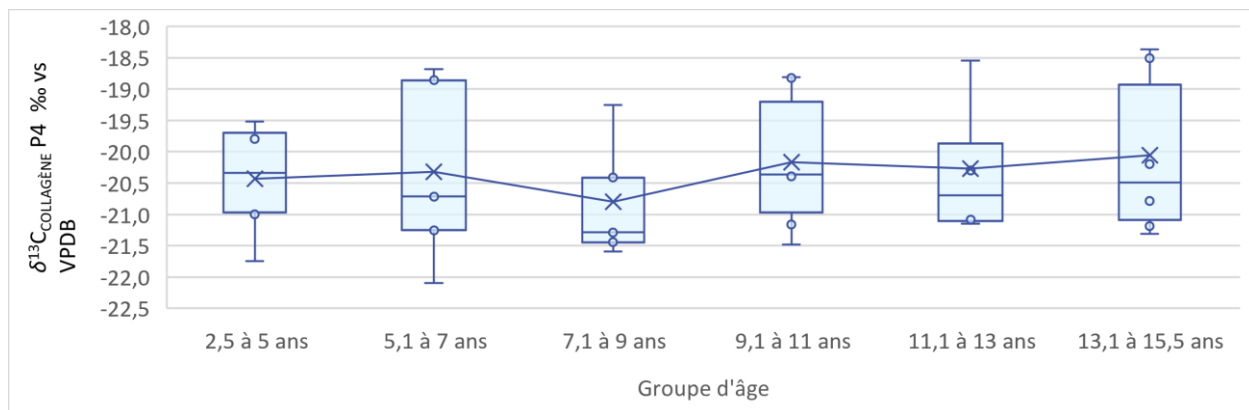 δ¹³C_COLLAGÈNE P4 ‰ vs
VPDB
-18,0
-18,5
-19,0
-19,5
-20,0
-20,5
-21,0
-21,5
-22,0
-22,5
2,5 à 5 ans
5,1 à 7 ans
7,1 à 9 ans
9,1 à 11 ans
11,1 à 13 ans
13,1 à 15,5 ans
Groupe d'âge